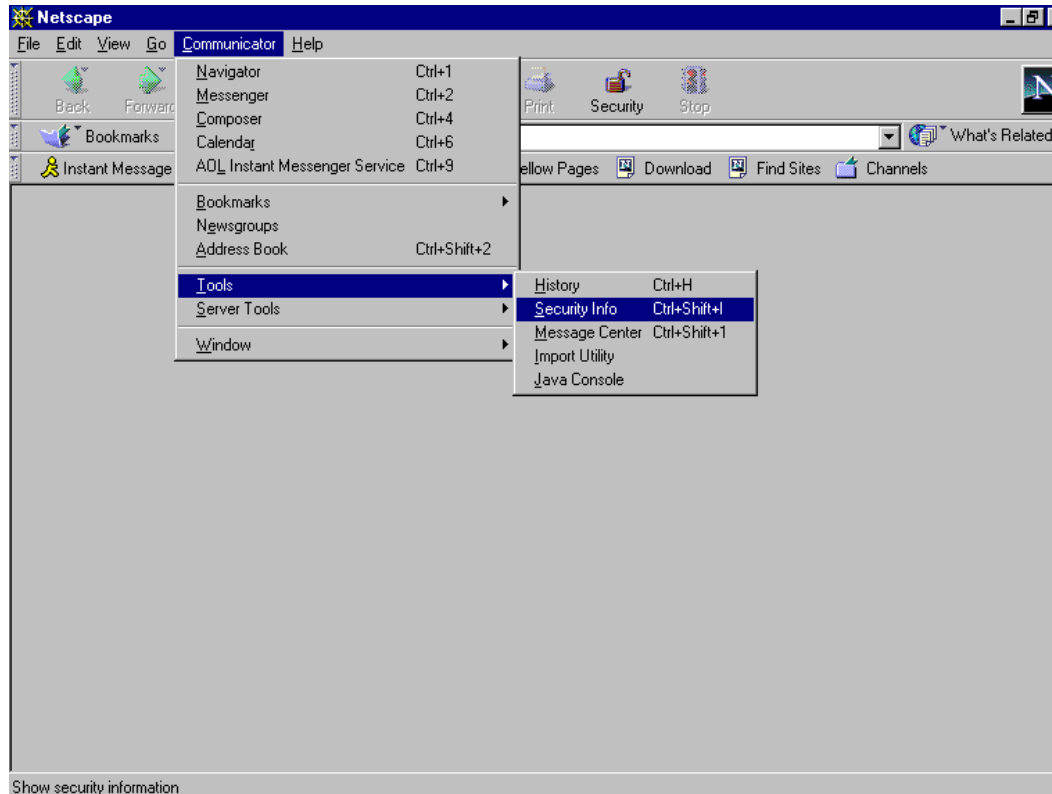 Netscape
File Edit View Go Communicator Help
Back Print Security Stop
Bookmarks What's Related
Instant Message Download Find Sites Channels
Navigator Ctrl+1
Messenger Ctrl+2
Composer Ctrl+4
Calendar Ctrl+6
AOL Instant Messenger Service Ctrl+9
Bookmarks
Newsgroups
Address Book Ctrl+Shift+2
Tools
Server Tools
Window
History Ctrl+H
Security Info Ctrl+Shift+I
Message Center Ctrl+Shift+1
Import Utility
Java Console
Show security information